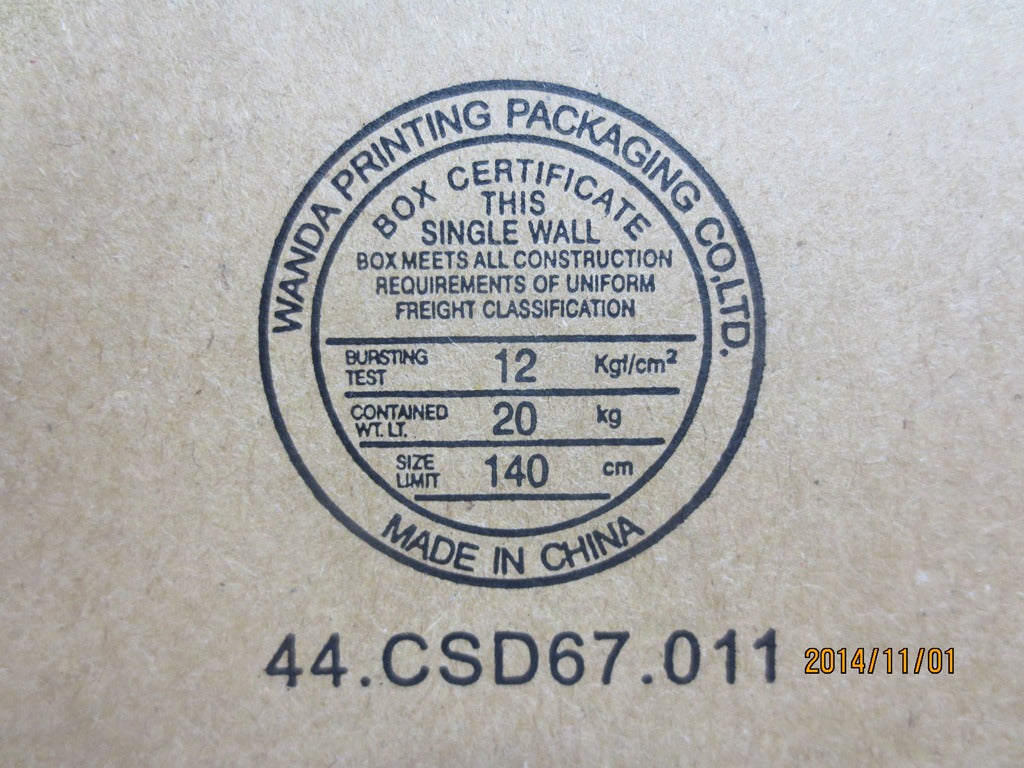 WANDA PRINTING PACKAGING CO.,LTD.
BOX CERTIFICATE
THIS
SINGLE WALL
BOX MEETS ALL CONSTRUCTION
REQUIREMENTS OF UNIFORM
FREIGHT CLASSIFICATION
BURSTING TEST 12 Kgf/cm²
CONTAINED WT. LT. 20 kg
SIZE LIMIT 140 cm
MADE IN CHINA
44.CSD67.011
2014/11/01